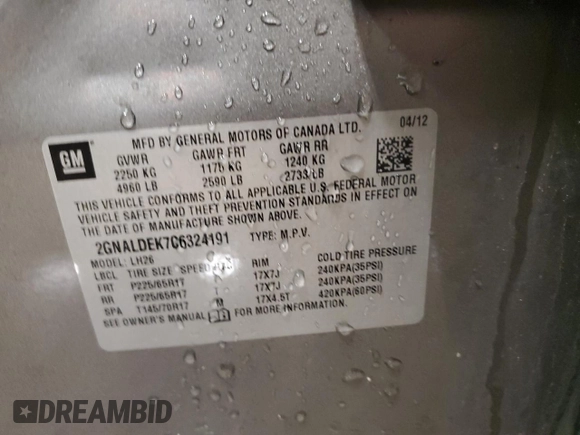 GM
MFD BY GENERAL MOTORS OF CANADA LTD.
04/12
GVWR GAWR FRT GAWR RR
2250 KG 1175 KG 1240 KG
4960 LB 2590 LB 2733 LB
THIS VEHICLE CONFORMS TO ALL APPLICABLE U.S. FEDERAL MOTOR
VEHICLE SAFETY AND THEFT PREVENTION STANDARDS IN EFFECT ON
THE DATE OF MANUFACTURE SHOWN ABOVE.
2GNALDEK7C6324191 TYPE: M.P.V.
MODEL: LH26
LBCL TIRE SIZE SPEED RIM COLD TIRE PRESSURE
FRT P225/65R17 17X7J 240KPA(35PSI)
RR P225/65R17 T 17X7J 240KPA(35PSI)
SPA T145/70R17 M 17X4.5T 420KPA(60PSI)
SEE OWNER'S MANUAL FOR MORE INFORMATION.
DREAMBID